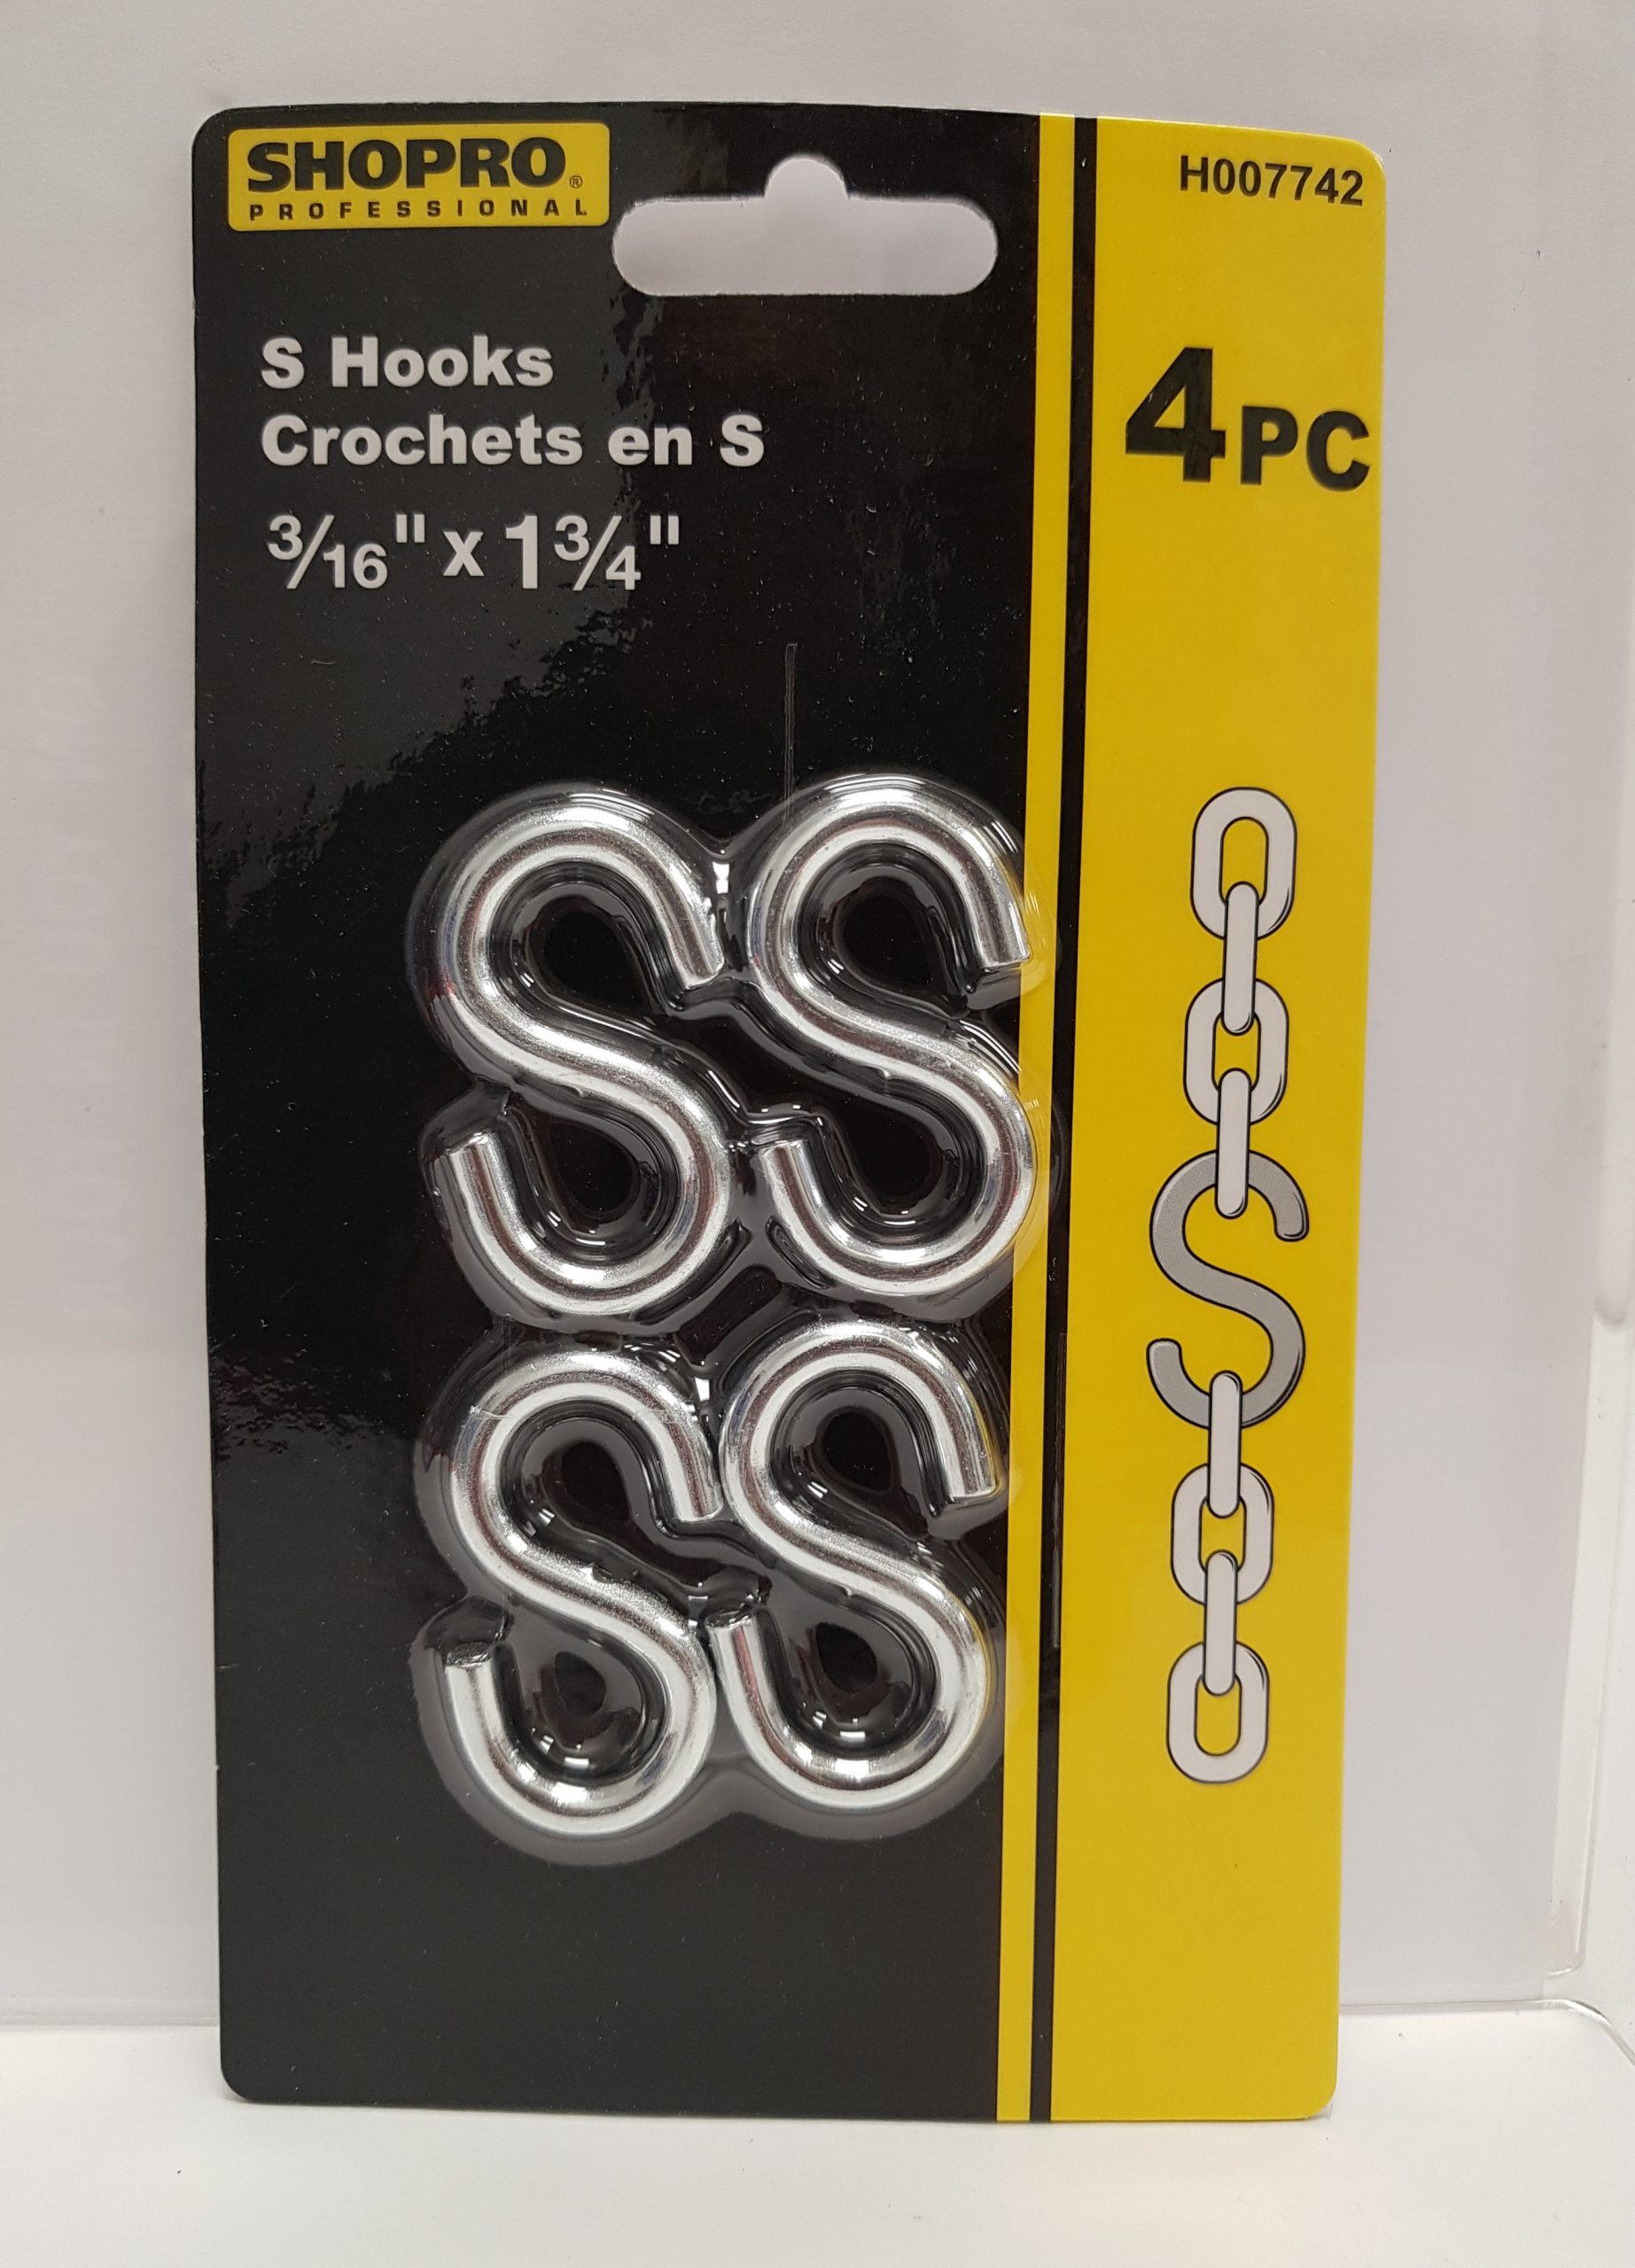 SHOPRO®
PROFESSIONAL
H007742
S Hooks
Crochets en S
3/16" x 1 3/4"
4PC